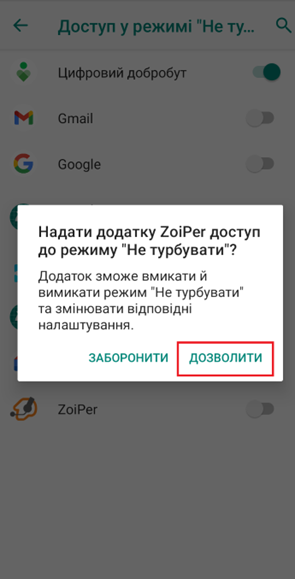 Доступ у режимі "Не ту...
Цифровий добробут
Gmail
Google
Надати додатку ZoiPer доступ
до режиму "Не турбувати"?
Додаток зможе вмикати й
вимикати режим "Не турбувати"
та змінювати відповідні
налаштування.
ЗАБОРОНИТИ ДОЗВОЛИТИ
ZoiPer